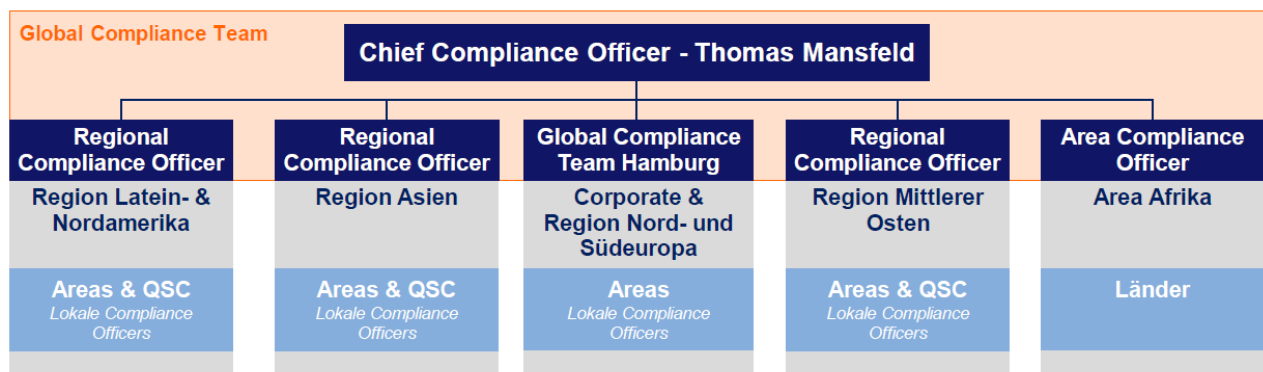 Global Compliance Team
Chief Compliance Officer - Thomas Mansfeld
Regional
Compliance Officer
Region Latein- &
Nordamerika
Areas & QSC
Lokale Compliance
Officers
Regional
Compliance Officer
Region Asien
Areas & QSC
Lokale Compliance
Officers
Global Compliance
Team Hamburg
Corporate &
Region Nord- und
Südeuropa
Areas
Lokale Compliance
Officers
Regional
Compliance Officer
Region Mittlerer
Osten
Areas & QSC
Lokale Compliance
Officers
Area Compliance
Officer
Area Afrika
Länder